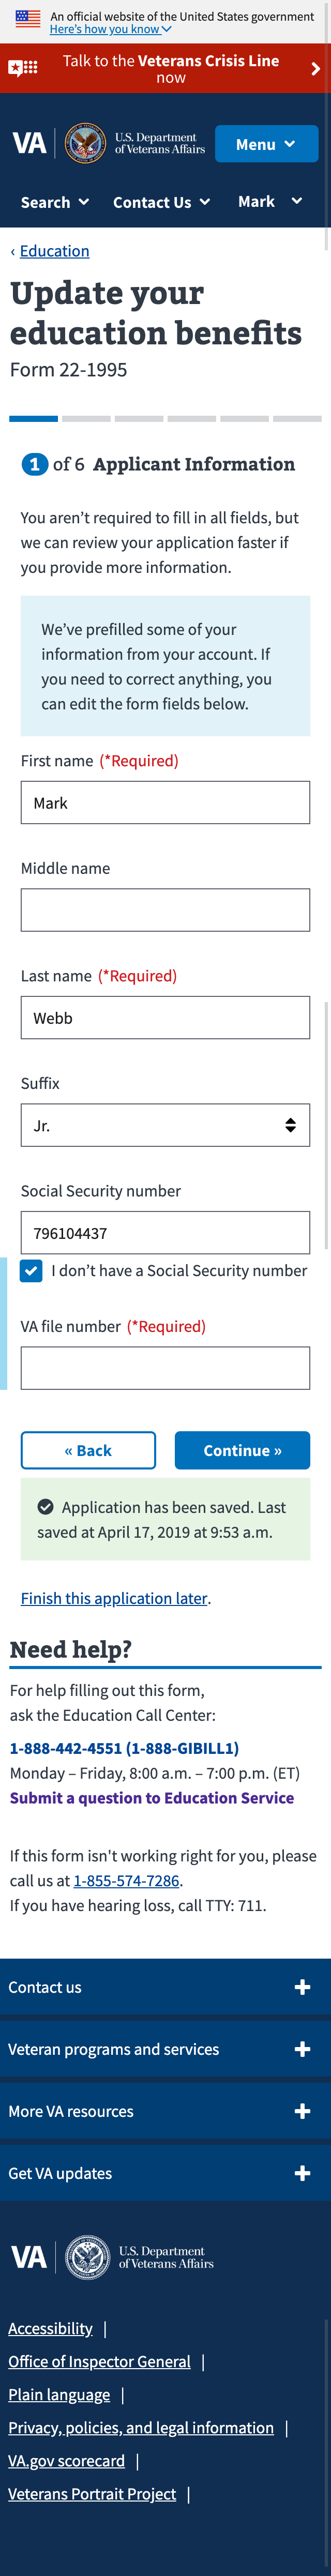 An official website of the United States government
Here's how you know
Talk to the Veterans Crisis Line
now
VA
U.S. Department
of Veterans Affairs
Menu
Search
Contact Us
Mark
‹ Education
Update your
education benefits
Form 22-1995
1 of 6 Applicant Information
You aren't required to fill in all fields, but
we can review your application faster if
you provide more information.
We've prefilled some of your
information from your account. If
you need to correct anything, you
can edit the form fields below.
First name (*Required)
Mark
Middle name
Last name (*Required)
Webb
Suffix
Jr.
Social Security number
796104437
I don't have a Social Security number
VA file number (*Required)
« Back
Continue »
Application has been saved. Last
saved at April 17, 2019 at 9:53 a.m.
Finish this application later.
Need help?
For help filling out this form,
ask the Education Call Center:
1-888-442-4551 (1-888-GIBILL1)
Monday – Friday, 8:00 a.m. – 7:00 p.m. (ET)
Submit a question to Education Service
If this form isn't working right for you, please
call us at 1-855-574-7286.
If you have hearing loss, call TTY: 711.
Contact us
Veteran programs and services
More VA resources
Get VA updates
VA
U.S. Department
of Veterans Affairs
Accessibility |
Office of Inspector General |
Plain language |
Privacy, policies, and legal information |
VA.gov scorecard |
Veterans Portrait Project |